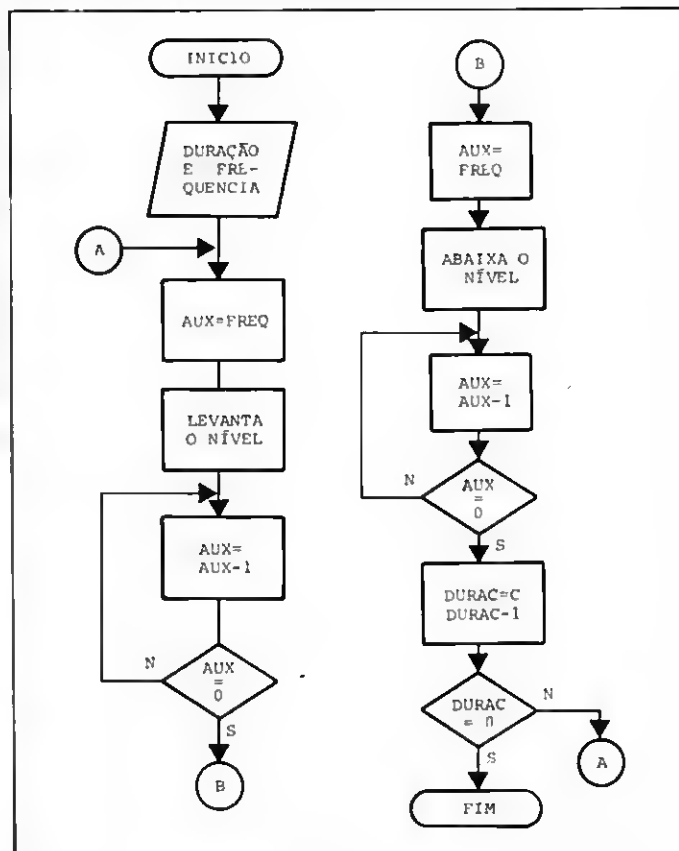 INICIO
DURAÇÃO
E FRE-
QUENCIA
A
AUX=FREQ
LEVANTA
O NÍVEL
AUX=
AUX-1
N
AUX
=
0
S
B
B
AUX=
FREQ
ABAIXA O
NÍVEL
AUX=
AUX-1
N
AUX
=
0
S
DURAC=C
DURAC-1
DURAC
= 0
N
S
A
FIM